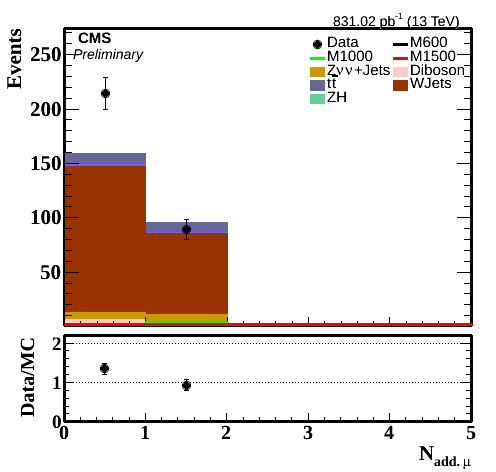 831.02 pb-1 (13 TeV)
CMS
Preliminary
Data
M600
M1000
M1500
Zνν+Jets
Diboson
tt̄
WJets
ZH
Events
250
200
150
100
50
Data/MC
2
1
0
0 1 2 3 4 5
Nadd. μ